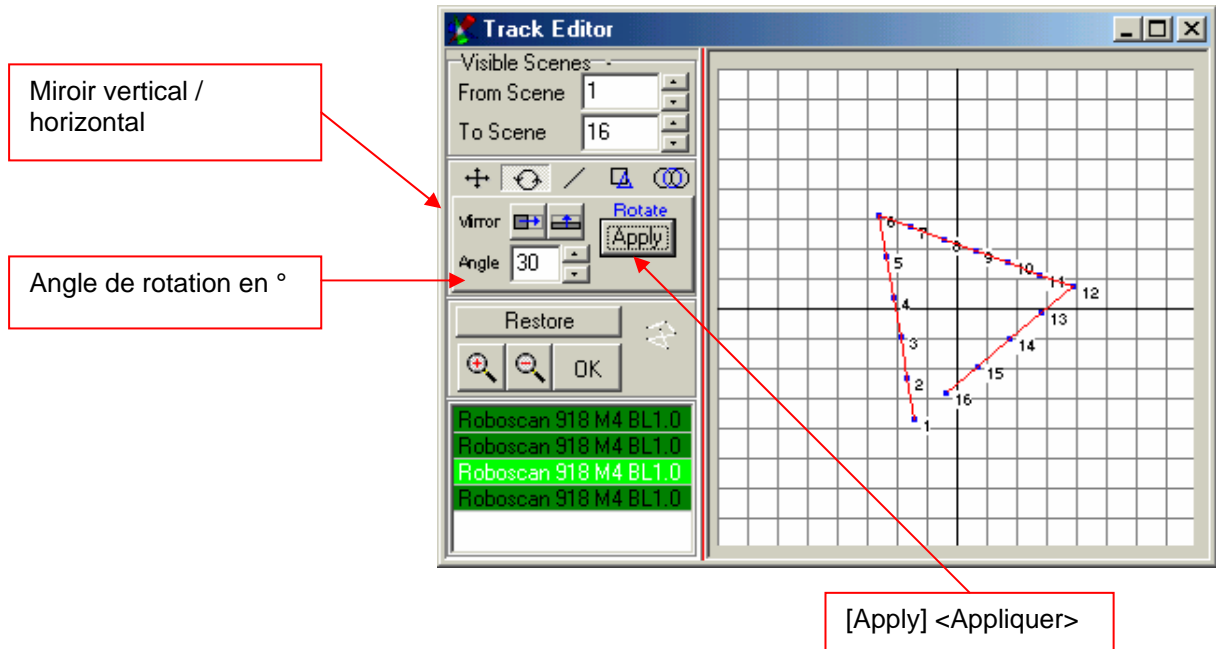 Track Editor
Miroir vertical /
horizontal
Visible Scenes
From Scene 1
To Scene 16
Mirror
Rotate
Apply
Angle 30
Angle de rotation en °
Restore
OK
Roboscan 918 M4 BL1.0
Roboscan 918 M4 BL1.0
Roboscan 918 M4 BL1.0
Roboscan 918 M4 BL1.0
6
7
8
9
10
11
12
5
4
13
3
14
15
2
16
1
[Apply] <Appliquer>